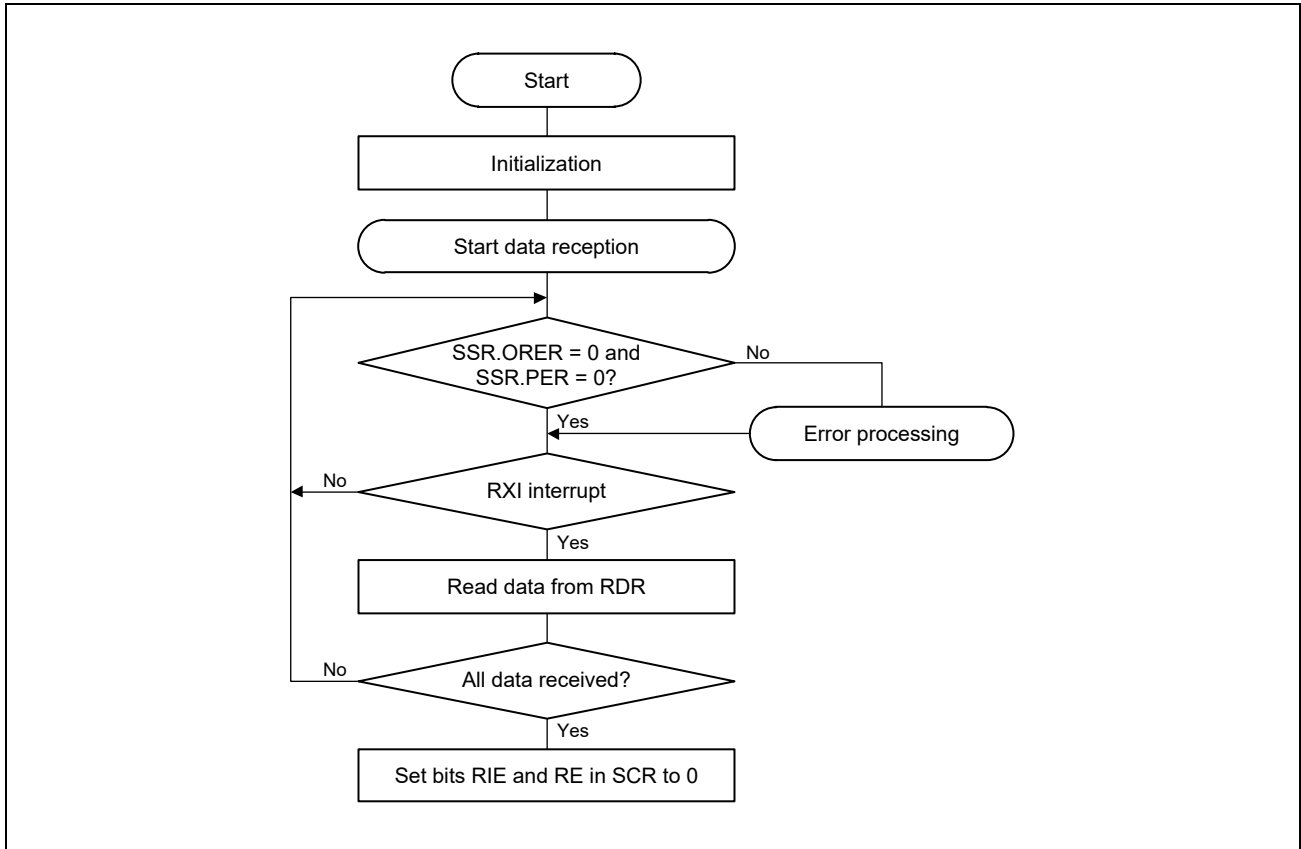 Start
Initialization
Start data reception
SSR.ORER = 0 and
SSR.PER = 0?
No
Yes
Error processing
No
RXI interrupt
Yes
Read data from RDR
No
All data received?
Yes
Set bits RIE and RE in SCR to 0